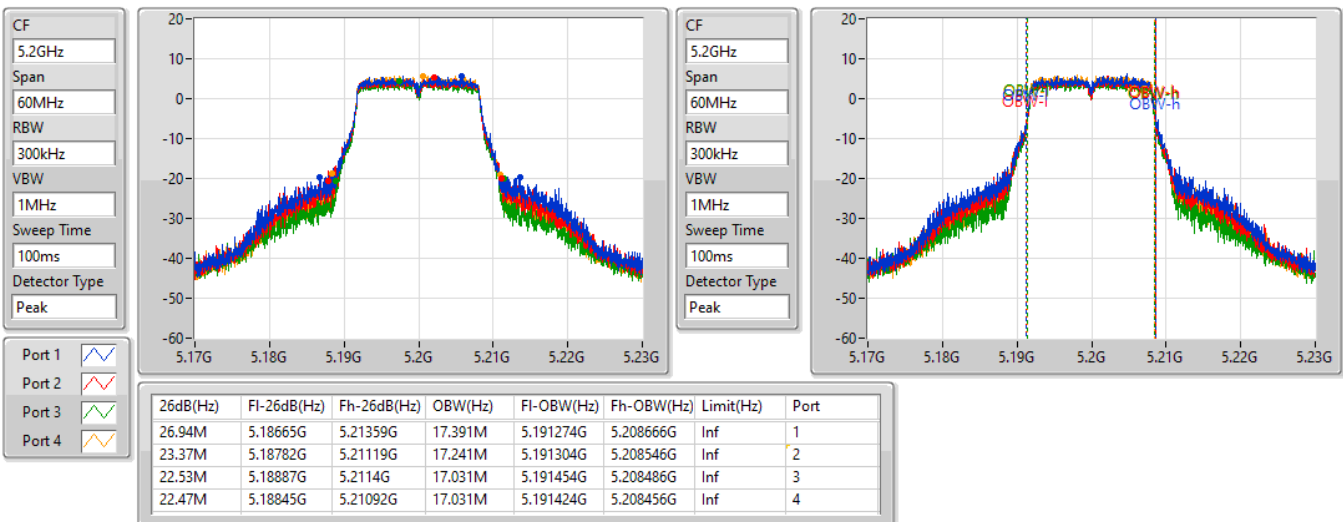 CF
5.2GHz
Span
60MHz
RBW
300kHz
VBW
1MHz
Sweep Time
100ms
Detector Type
Peak
20
10
0
-10
-20
-30
-40
-50
-60
5.17G 5.18G 5.19G 5.2G 5.21G 5.22G 5.23G
CF
5.2GHz
Span
60MHz
RBW
300kHz
VBW
1MHz
Sweep Time
100ms
Detector Type
Peak
20
10
0
-10
-20
-30
-40
-50
-60
OBW-l
OBW-l
OBW-h
OBW-h
5.17G 5.18G 5.19G 5.2G 5.21G 5.22G 5.23G
Port 1
Port 2
Port 3
Port 4
26dB(Hz) Fl-26dB(Hz) Fh-26dB(Hz) OBW(Hz) Fl-OBW(Hz) Fh-OBW(Hz) Limit(Hz) Port
26.94M 5.18665G 5.21359G 17.391M 5.191274G 5.208666G Inf 1
23.37M 5.18782G 5.21119G 17.241M 5.191304G 5.208546G Inf 2
22.53M 5.18887G 5.2114G 17.031M 5.191454G 5.208486G Inf 3
22.47M 5.18845G 5.21092G 17.031M 5.191424G 5.208456G Inf 4